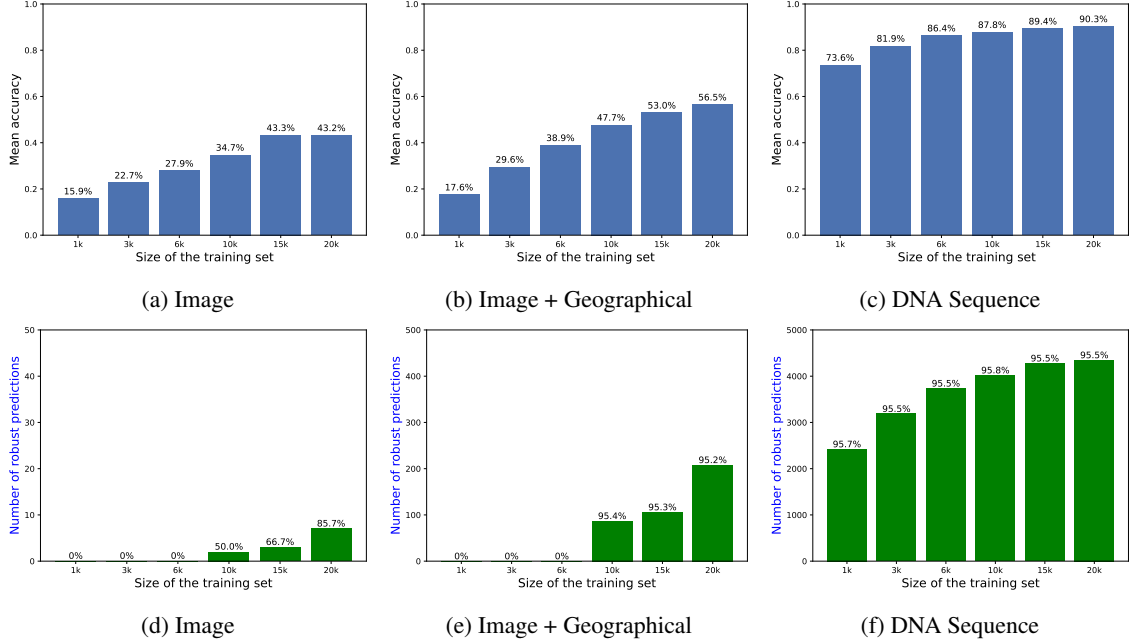 Mean accuracy
1.0
0.8
0.6
0.4
0.2
0.0
15.9%
22.7%
27.9%
34.7%
43.3%
43.2%
1k
3k
6k
10k
15k
20k
Size of the training set
(a) Image
Mean accuracy
1.0
0.8
0.6
0.4
0.2
0.0
17.6%
29.6%
38.9%
47.7%
53.0%
56.5%
1k
3k
6k
10k
15k
20k
Size of the training set
(b) Image + Geographical
Mean accuracy
1.0
0.8
0.6
0.4
0.2
0.0
73.6%
81.9%
86.4%
87.8%
89.4%
90.3%
1k
3k
6k
10k
15k
20k
Size of the training set
(c) DNA Sequence
Number of robust predictions
50
40
30
20
10
0
0%
0%
0%
50.0%
66.7%
85.7%
1k
3k
6k
10k
15k
20k
Size of the training set
(d) Image
Number of robust predictions
500
400
300
200
100
0
0%
0%
0%
95.4%
95.3%
95.2%
1k
3k
6k
10k
15k
20k
Size of the training set
(e) Image + Geographical
Number of robust predictions
5000
4000
3000
2000
1000
0
95.7%
95.5%
95.5%
95.8%
95.5%
95.5%
1k
3k
6k
10k
15k
20k
Size of the training set
(f) DNA Sequence